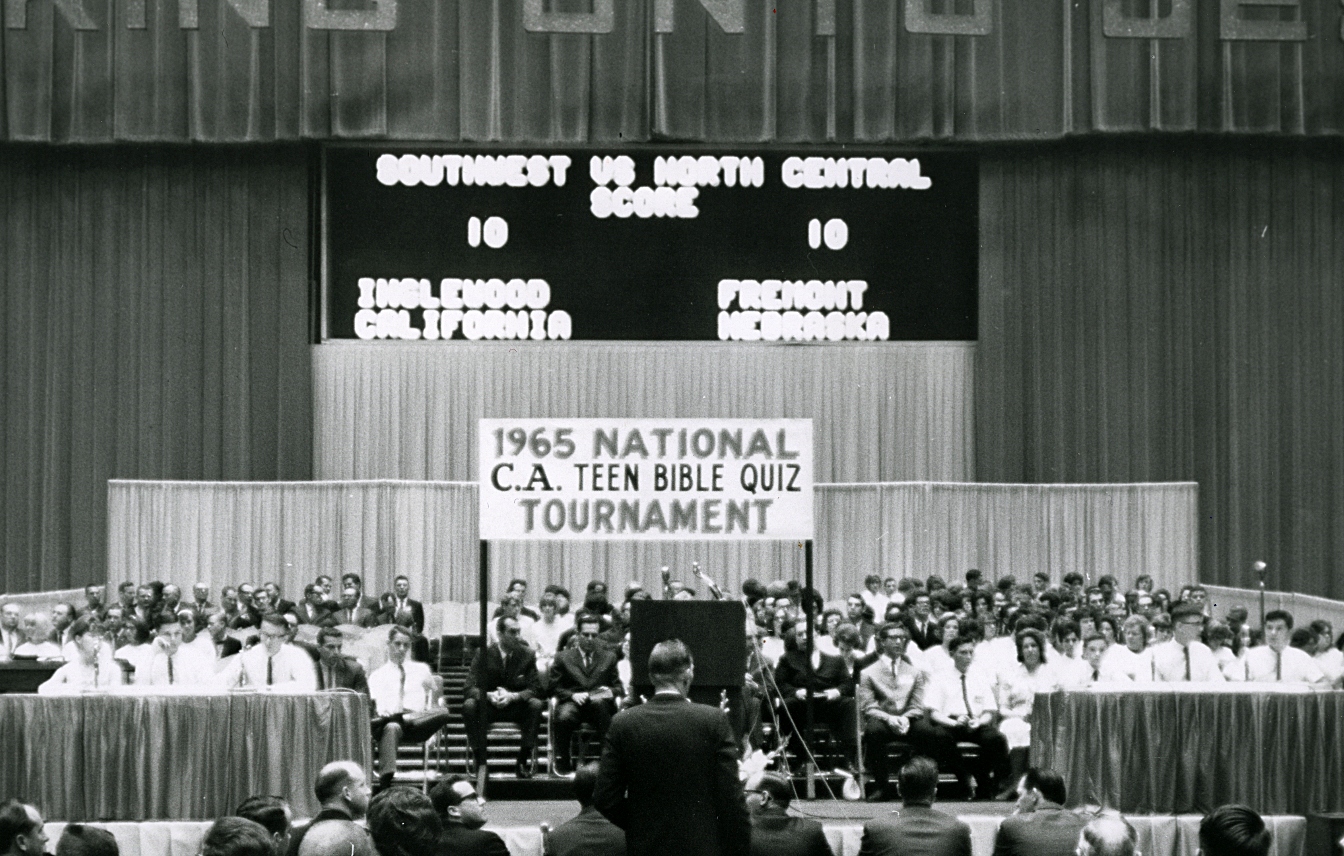 SOUTHWEST VS NORTH CENTRAL
SCORE
10 10
INGLEWOOD FREMONT
CALIFORNIA NEBRASKA
1965 NATIONAL
C.A. TEEN BIBLE QUIZ
TOURNAMENT